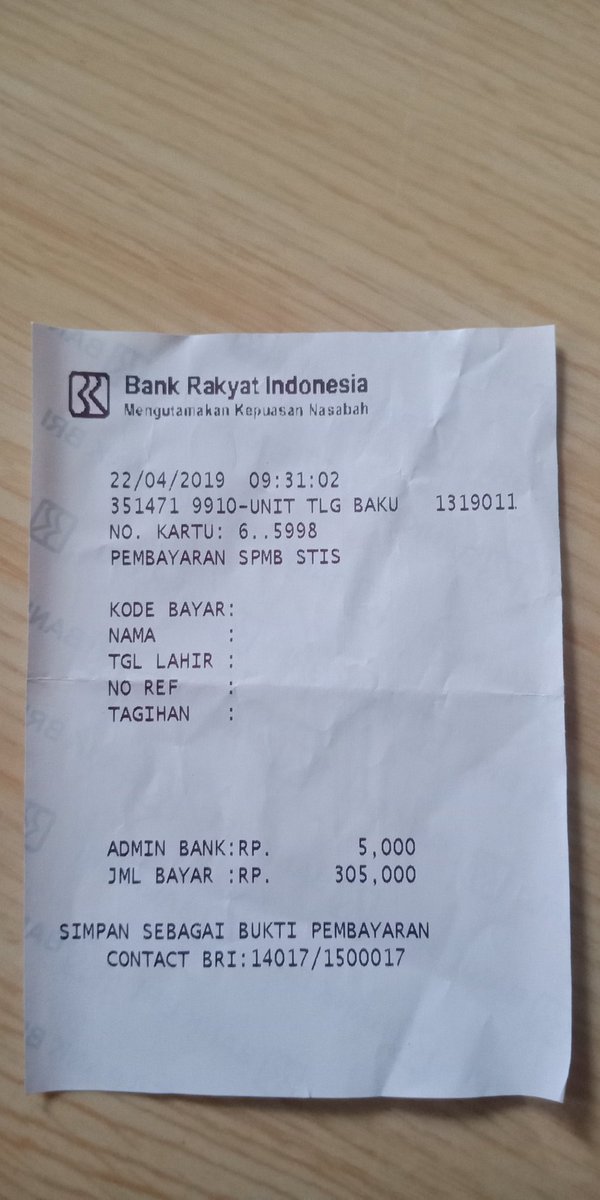 Bank Rakyat Indonesia
Mengutamakan Kepuasan Nasabah
22/04/2019 09:31:02
351471 9910-UNIT TLG BAKU 1319011
NO. KARTU: 6..5998
PEMBAYARAN SPMB STIS
KODE BAYAR:
NAMA :
TGL LAHIR :
NO REF :
TAGIHAN :
ADMIN BANK:RP. 5,000
JML BAYAR :RP. 305,000
SIMPAN SEBAGAI BUKTI PEMBAYARAN
CONTACT BRI:14017/1500017